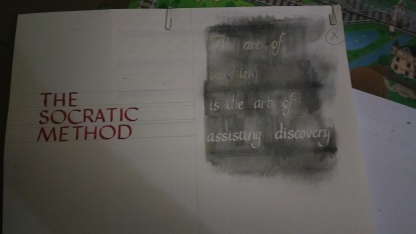 THE
SOCRATIC
METHOD
art of
is the art of
assisting discovery